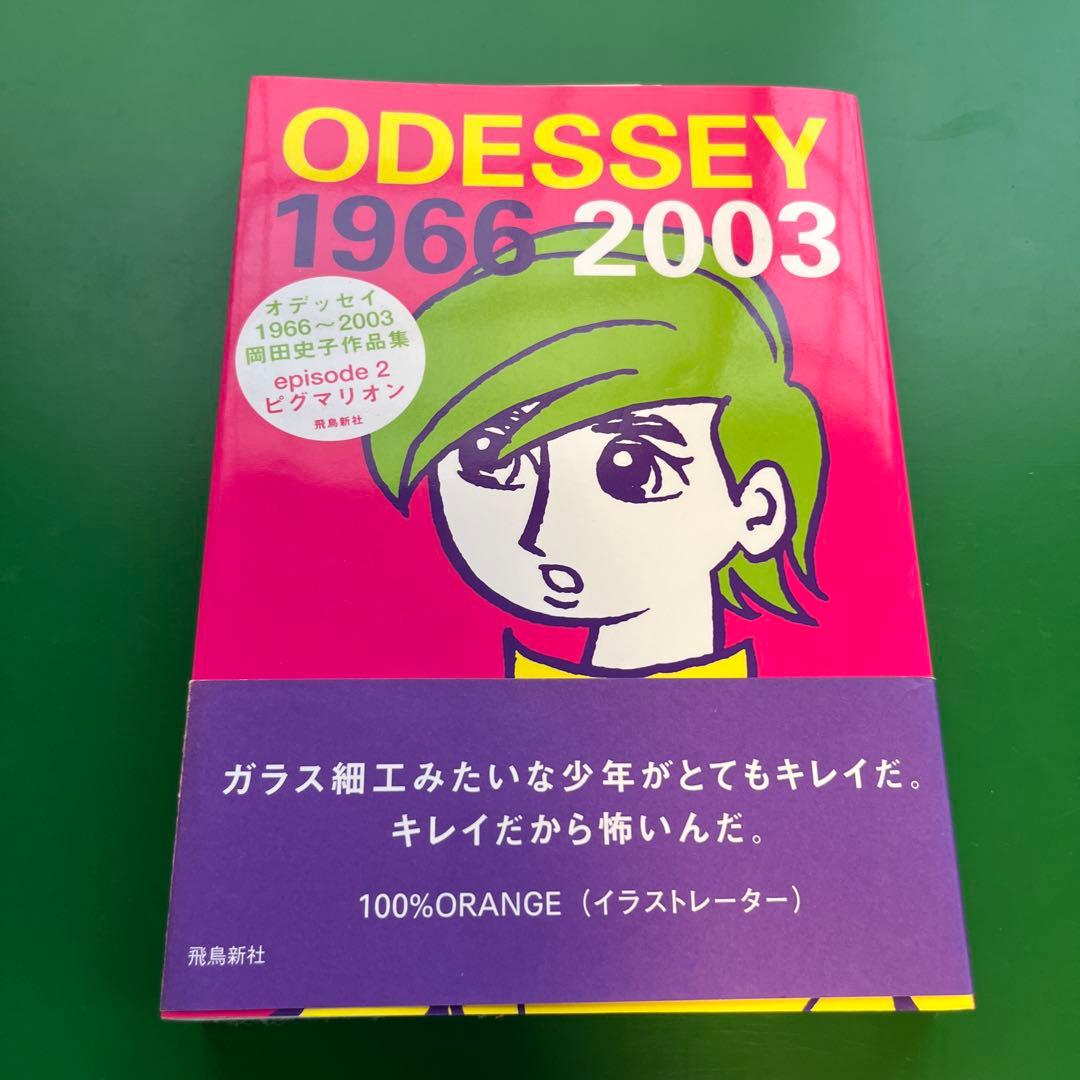 ODESSEY
1966 2003
オデッセイ
1966〜2003
岡田史子作品集
episode 2
ピグマリオン
飛鳥新社
ガラス細工みたいな少年がとてもキレイだ。
キレイだから怖いんだ。
100%ORANGE（イラストレーター）
飛鳥新社